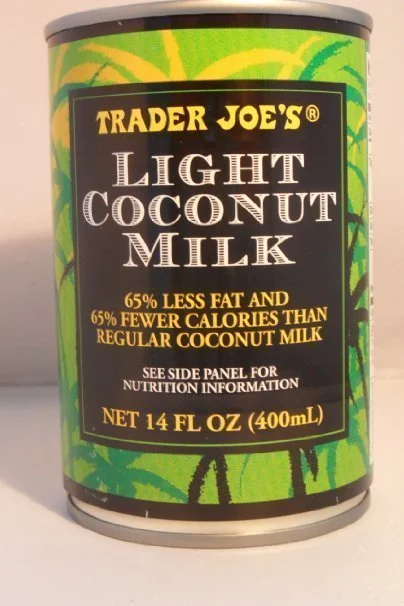 TRADER JOE'S®
LIGHT
COCONUT
MILK
65% LESS FAT AND
65% FEWER CALORIES THAN
REGULAR COCONUT MILK
SEE SIDE PANEL FOR
NUTRITION INFORMATION
NET 14 FL OZ (400mL)